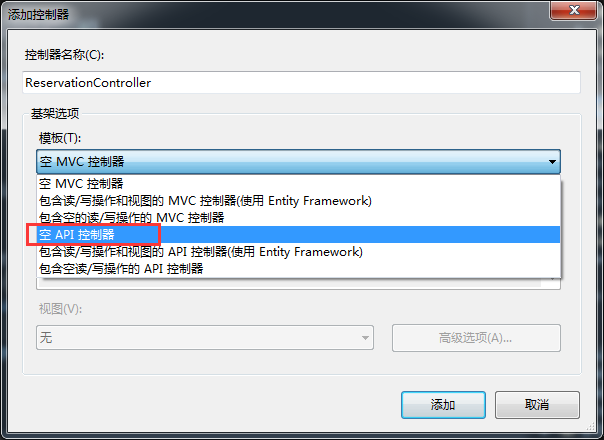 添加控制器
控制器名称(C):
ReservationController
基架选项
模板(T):
空 MVC 控制器
空 MVC 控制器
包含读/写操作和视图的 MVC 控制器(使用 Entity Framework)
包含空的读/写操作的 MVC 控制器
空 API 控制器
包含读/写操作和视图的 API 控制器(使用 Entity Framework)
包含空读/写操作的 API 控制器
视图(V):
无
高级选项(A)...
添加
取消